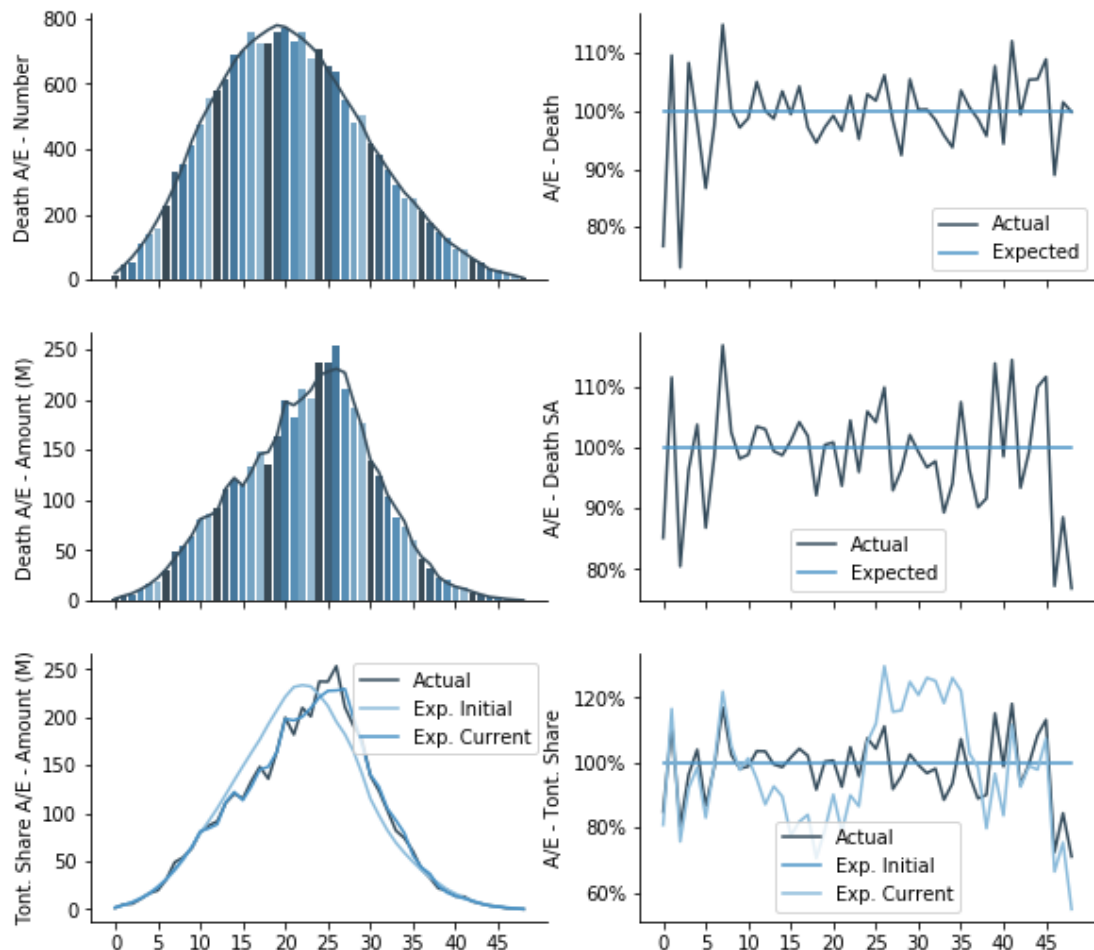 Death A/E - Number
800
600
400
200
0
A/E - Death
110%
100%
90%
80%
Actual
Expected
Death A/E - Amount (M)
250
200
150
100
50
0
A/E - Death SA
110%
100%
90%
80%
Actual
Expected
Tont. Share A/E - Amount (M)
250
200
150
100
50
0
Actual
Exp. Initial
Exp. Current
0 5 10 15 20 25 30 35 40 45
A/E - Tont. Share
120%
100%
80%
60%
Actual
Exp. Initial
Exp. Current
0 5 10 15 20 25 30 35 40 45